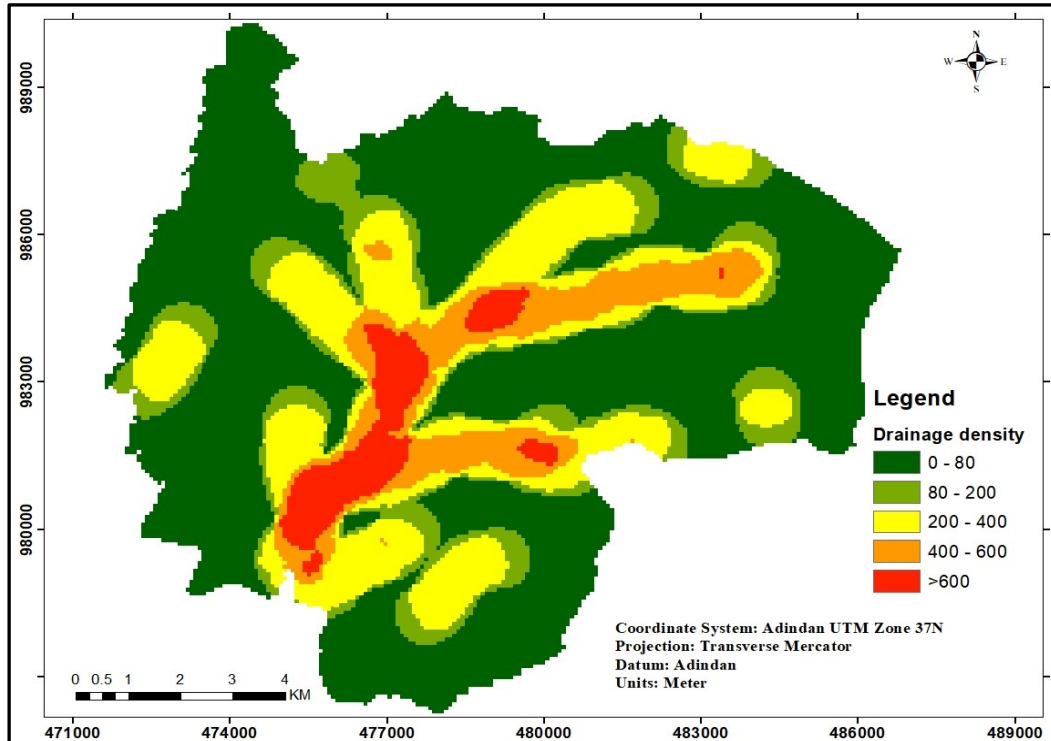 N
W E
S
989000
986000
983000
980000
Legend
Drainage density
0 - 80
80 - 200
200 - 400
400 - 600
>600
Coordinate System: Adindan UTM Zone 37N
Projection: Transverse Mercator
Datum: Adindan
Units: Meter
0 0.5 1 2 3 4
KM
471000 474000 477000 480000 483000 486000 489000